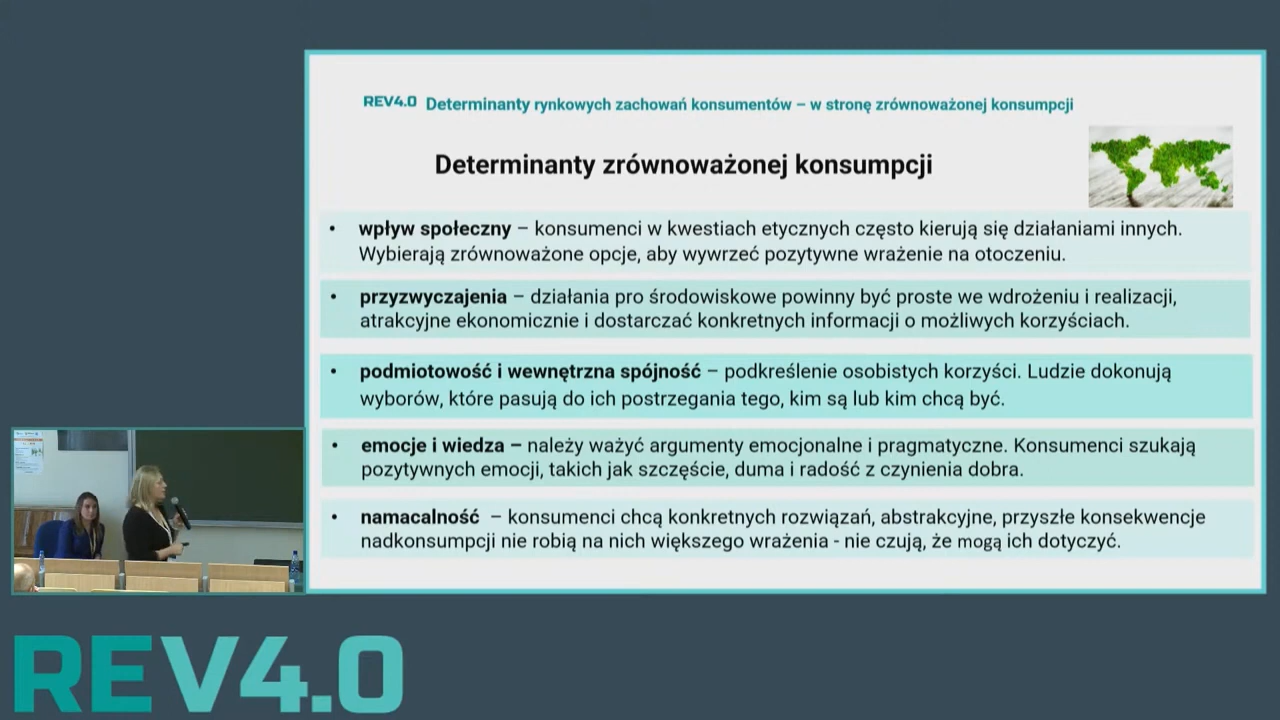 REV4.0 Determinanty rynkowych zachowań konsumentów – w stronę zrównoważonej konsumpcji
Determinanty zrównoważonej konsumpcji
• wpływ społeczny – konsumenci w kwestiach etycznych często kierują się działaniami innych.
Wybierają zrównoważone opcje, aby wywrzeć pozytywne wrażenie na otoczeniu.
• przyzwyczajenia – działania pro środowiskowe powinny być proste we wdrożeniu i realizacji,
atrakcyjne ekonomicznie i dostarczać konkretnych informacji o możliwych korzyściach.
• podmiotowość i wewnętrzna spójność – podkreślenie osobistych korzyści. Ludzie dokonują
wyborów, które pasują do ich postrzegania tego, kim są lub kim chcą być.
• emocje i wiedza – należy ważyć argumenty emocjonalne i pragmatyczne. Konsumenci szukają
pozytywnych emocji, takich jak szczęście, duma i radość z czynienia dobra.
• namacalność – konsumenci chcą konkretnych rozwiązań, abstrakcyjne, przyszłe konsekwencje
nadkonsumpcji nie robią na nich większego wrażenia - nie czują, że mogą ich dotyczyć.
REV4.0